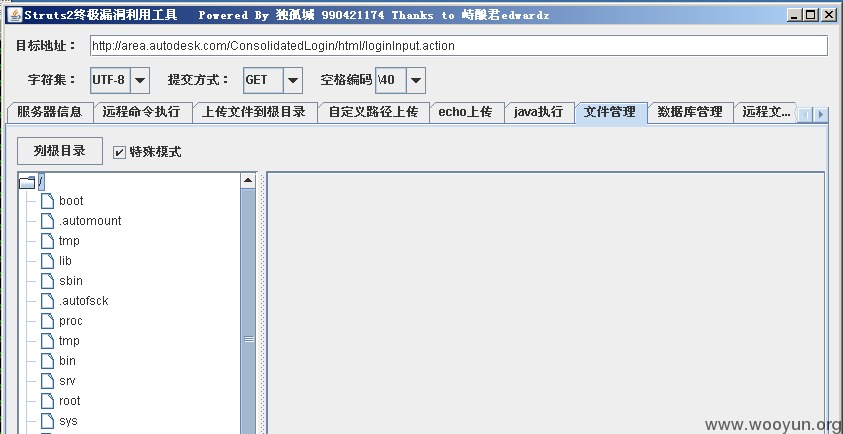 Struts2终极漏洞利用工具 Powered By 独孤城 990421174 Thanks to 峙酿君edwardz
目标地址： http://area.autodesk.com/ConsolidatedLogin/html/loginInput.action
字符集： UTF-8 提交方式： GET 空格编码 \40
服务器信息 远程命令执行 上传文件到根目录 自定义路径上传 echo上传 java执行 文件管理 数据库管理 远程文...
列根目录 特殊模式
/
boot
.automount
tmp
lib
sbin
.autofsck
proc
tmp
bin
srv
root
sys
www.wooyun.org